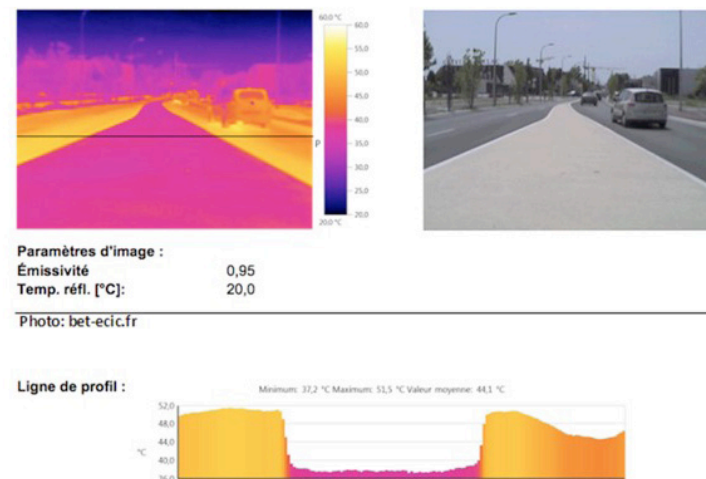 60,0 °C
60,0
55,0
50,0
45,0
40,0
P
35,0
30,0
25,0
20,0
20,0 °C
Paramètres d'image :
Émissivité 0,95
Temp. réfl. [°C]: 20,0
Photo: bet-ecic.fr
Ligne de profil :
Minimum: 37,2 °C Maximum: 51,5 °C Valeur moyenne: 44,1 °C
52,0
48,0
44,0
°C
40,0
36,0